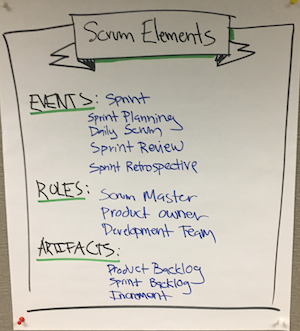 Scrum Elements
EVENTS: Sprint
Sprint Planning
Daily Scrum
Sprint Review
Sprint Retrospective
ROLES: Scrum Master
Product owner
Development Team
ARTIFACTS:
Product Backlog
Sprint Backlog
Increment